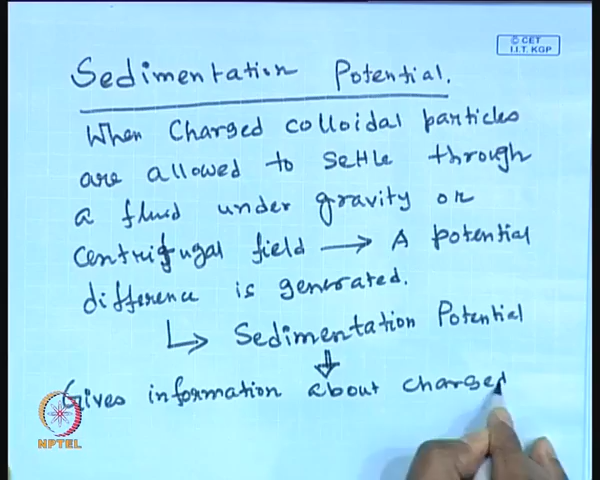 © CET
I.I.T. KGP
Sedimentation Potential.
When Charged colloidal particles
are allowed to settle through
a fluid under gravity or
centrifugal field → A potential
difference is generated.
↳ Sedimentation Potential
⇓
Gives information about charged
NPTEL